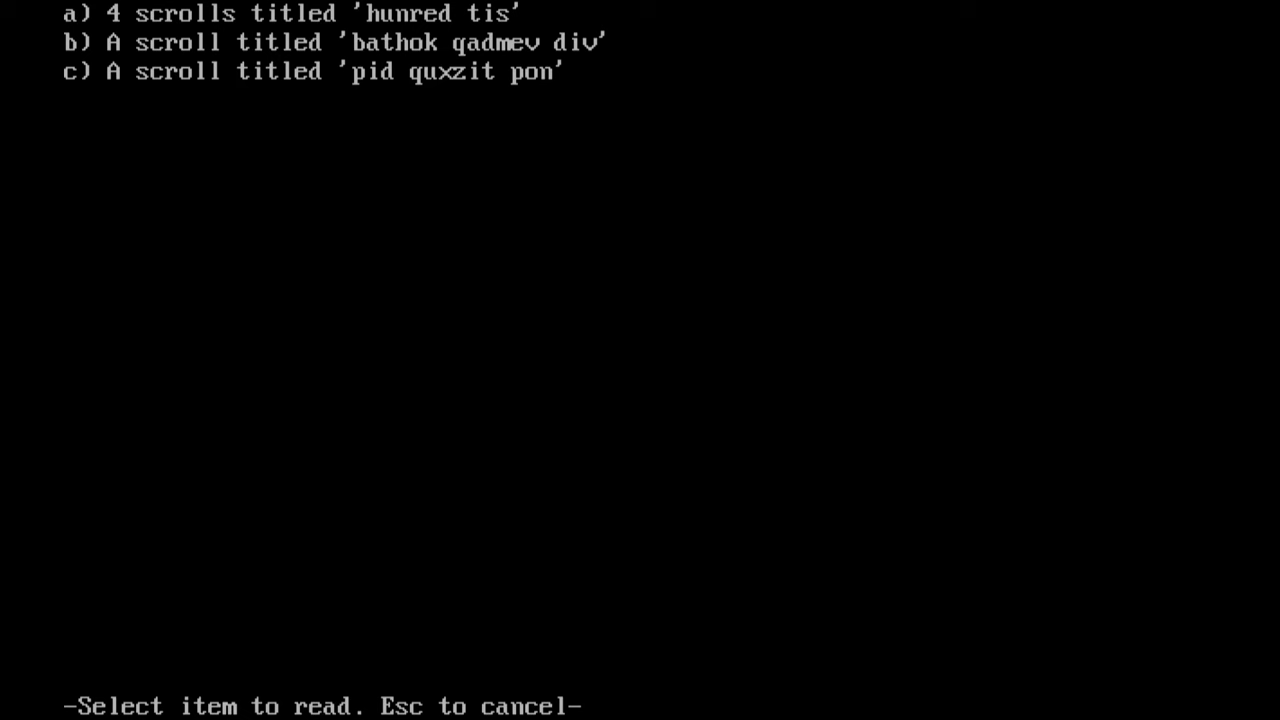 a) 4 scrolls titled 'hunred tis'
b) A scroll titled 'bathok qadmev div'
c) A scroll titled 'pid quxzit pon'
-Select item to read. Esc to cancel-